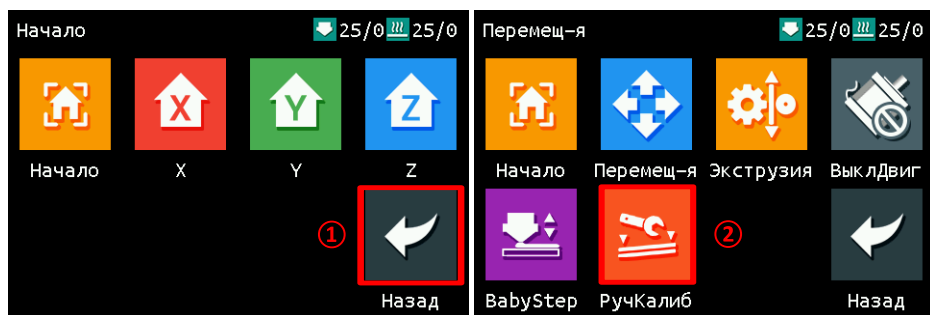 Начало 25/0 25/0
X Y Z
Начало X Y Z
①
Назад
Перемещ-я 25/0 25/0
Начало Перемещ-я Экструзия ВыклДвиг
②
BabyStep РучКалиб Назад